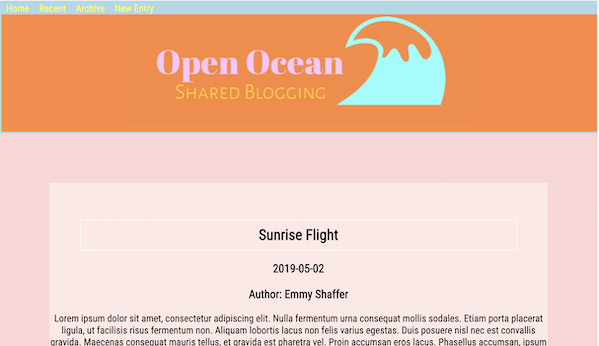 Home Recent Archive New Entry
Open Ocean
Shared Blogging
Sunrise Flight
2019-05-02
Author: Emmy Shaffer
Lorem ipsum dolor sit amet, consectetur adipiscing elit. Nulla fermentum urna consequat mollis sodales. Etiam porta placerat
ligula, ut facilisis risus fermentum non. Aliquam lobortis lacus non felis varius egestas. Duis posuere nisl nec est convallis
gravida. Maecenas consequat mauris tellus, et gravida est pharetra vel. Proin accumsan eros lacus. Phasellus accumsan, ipsum